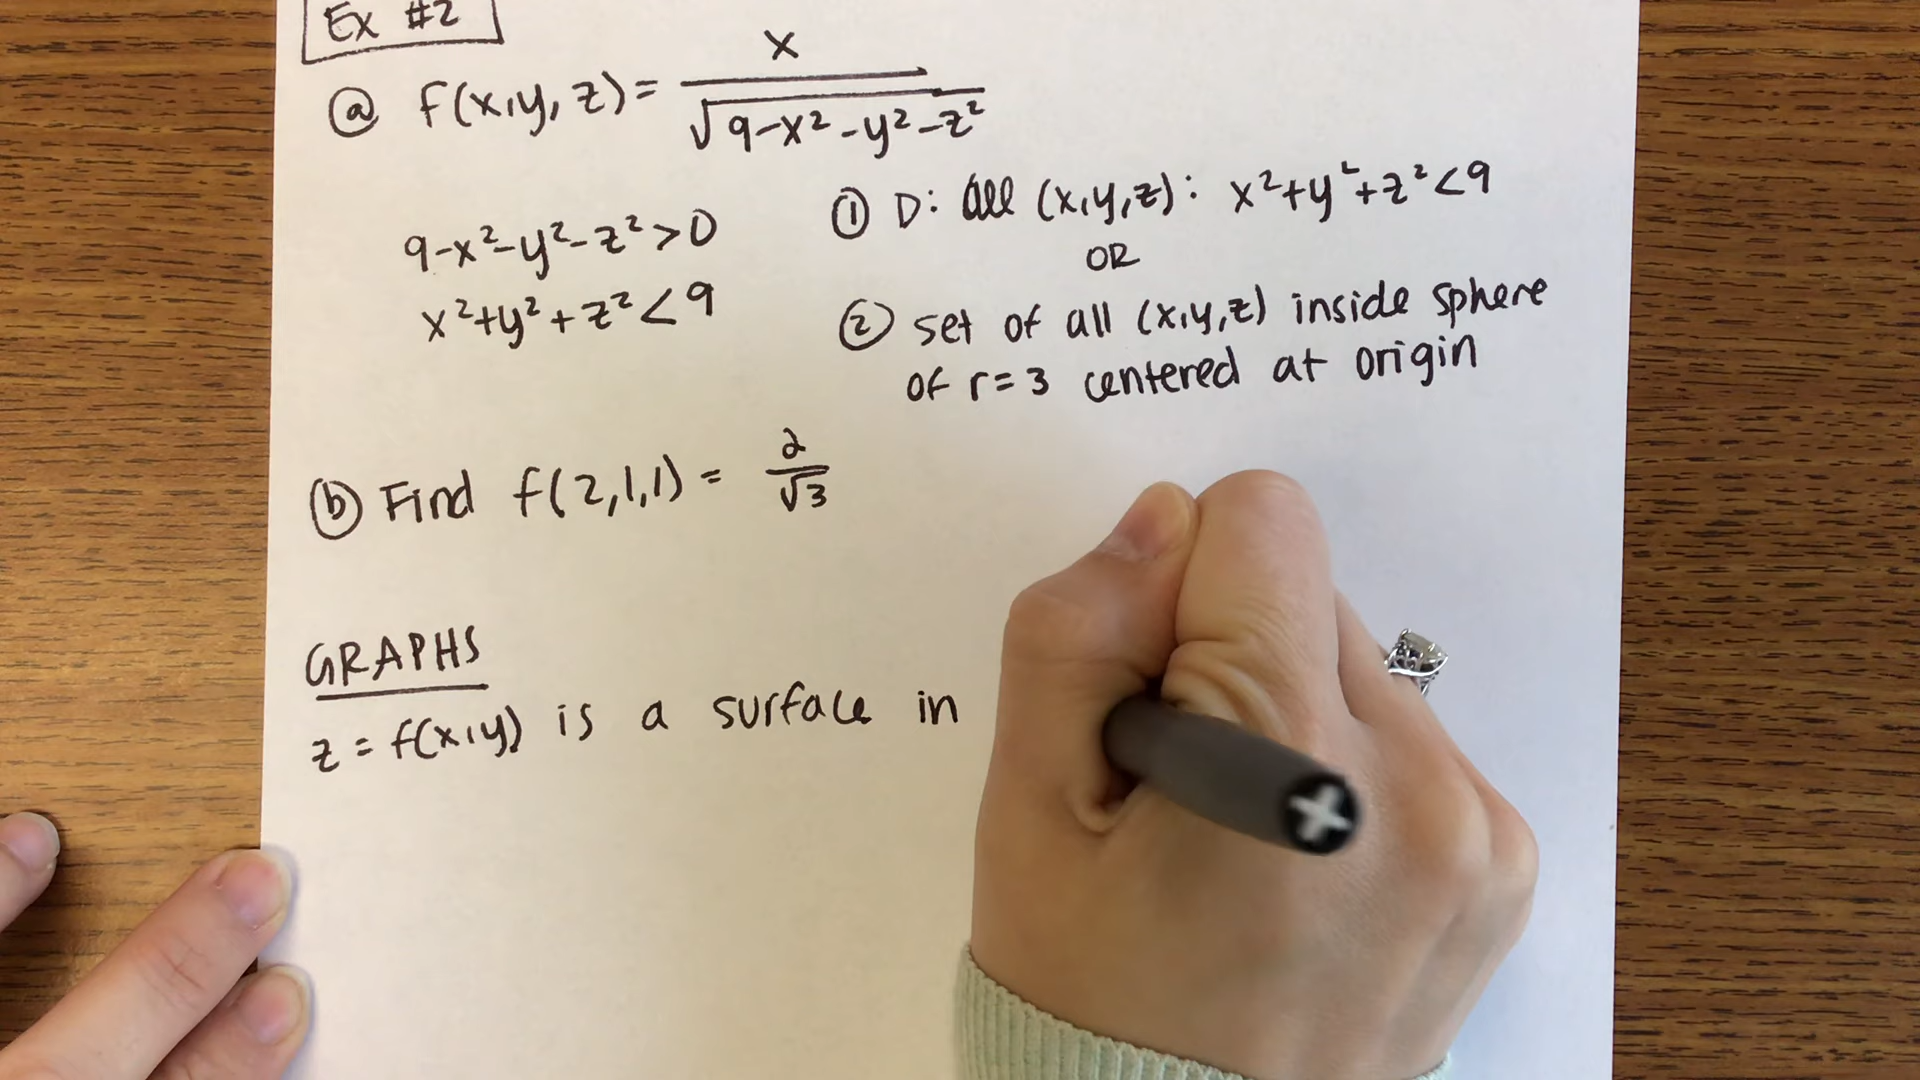 Ex #2
x
ⓐ f(x,y,z)= ―――
√9-x²-y²-z²
9-x²-y²-z²>0
x²+y²+z²<9
① D: All (x,y,z): x²+y²+z²<9
OR
② set of all (x,y,z) inside sphere
of r=3 centered at origin
ⓑ Find f(2,1,1) = 2/√3
GRAPHS
z = f(x,y) is a surface in